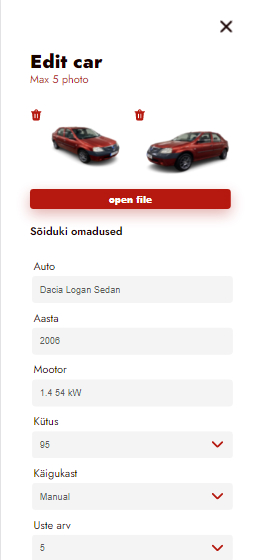 Edit car
Max 5 photo
open file
Sõiduki omadused
Auto
Dacia Logan Sedan
Aasta
2006
Mootor
1.4 54 kW
Kütus
95
Käigukast
Manual
Uste arv
5